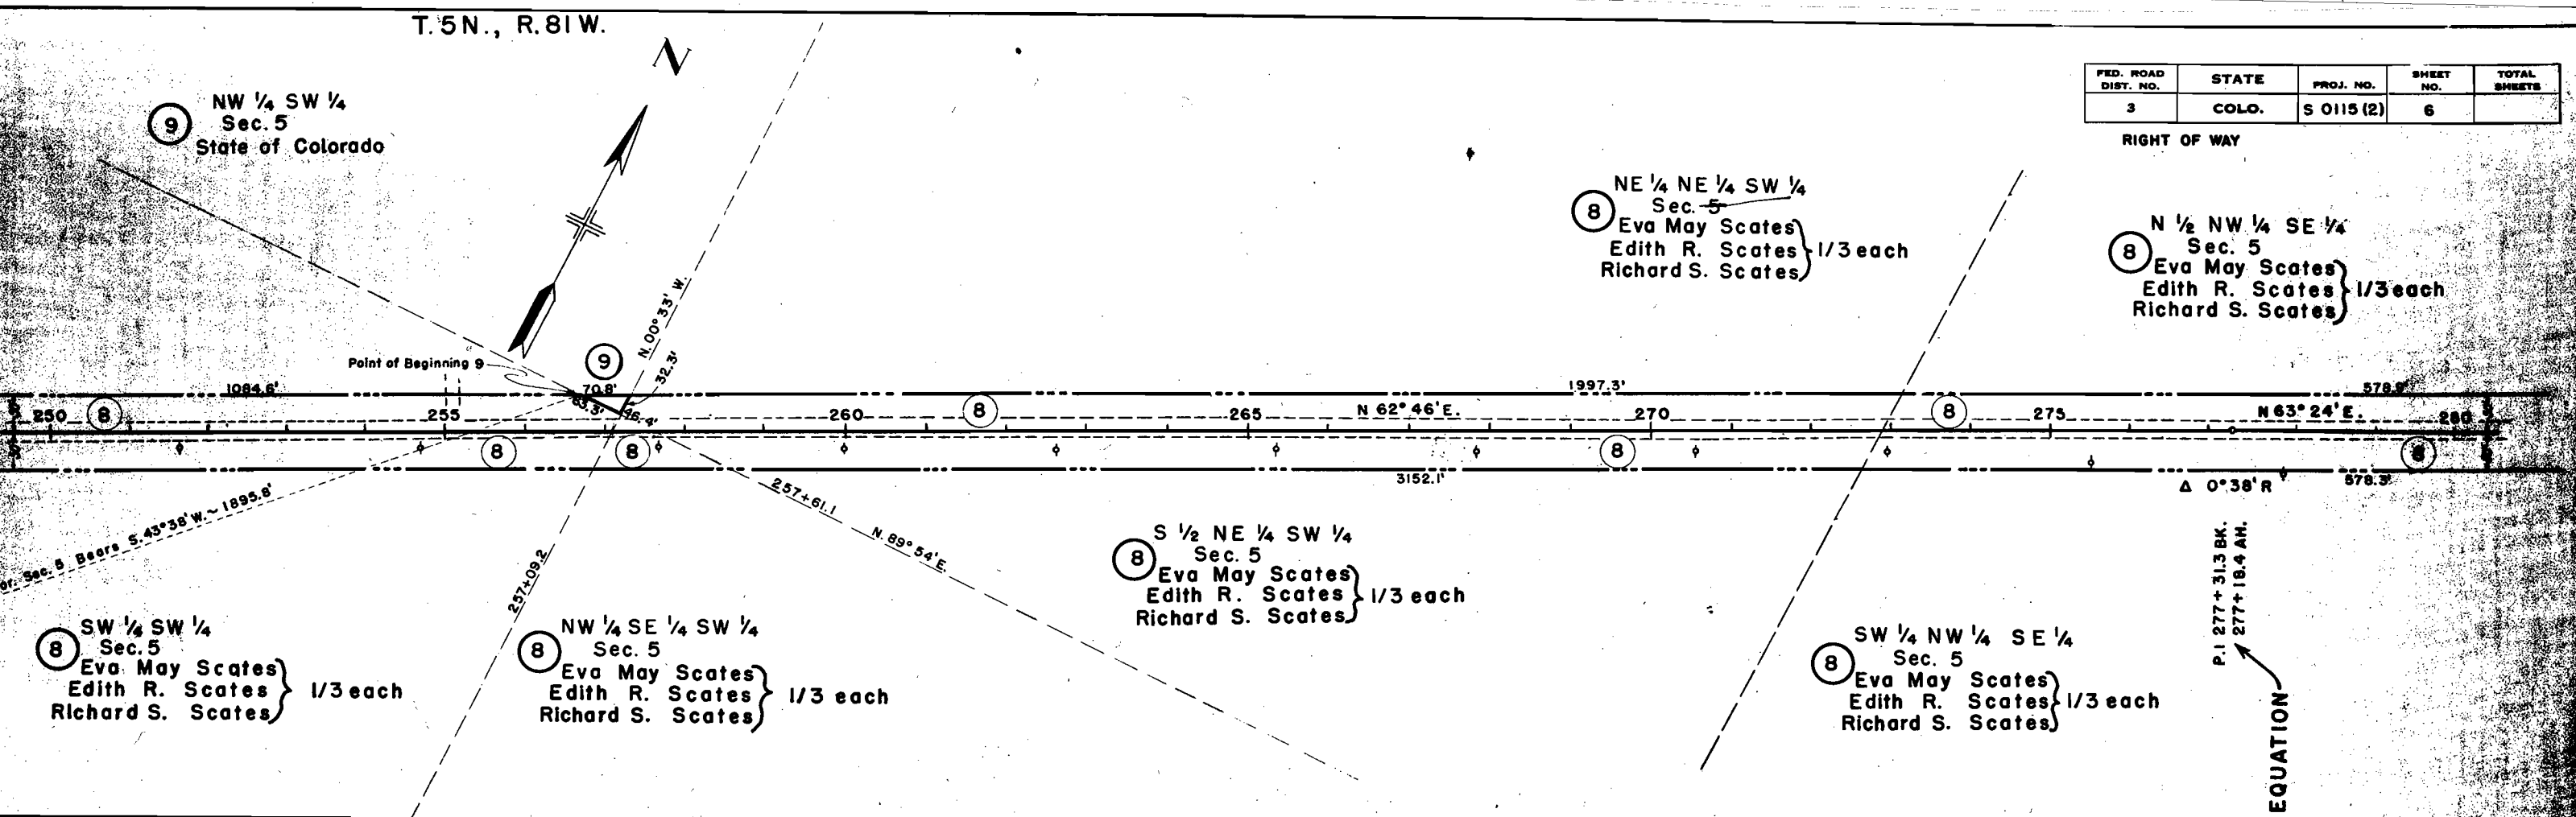 T. 5 N., R. 81 W.
N
FED. ROAD DIST. NO. STATE PROJ. NO. SHEET NO. TOTAL SHEETS
3 COLO. S 0115 (2) 6
RIGHT OF WAY
9
NW 1/4 SW 1/4
Sec. 5
State of Colorado
8
NE 1/4 NE 1/4 SW 1/4
Sec. 5
Eva May Scates
Edith R. Scates
Richard S. Scates
1/3 each
8
N 1/2 NW 1/4 SE 1/4
Sec. 5
Eva May Scates
Edith R. Scates
Richard S. Scates
1/3 each
N. 00° 33' W.
32.3'
Point of Beginning 9
9
1084.6'
70.8'
63.3'
46.4'
1997.3'
578.9'
250 8 255 260 8 265 N 62° 46' E. 270 8 275 N 63° 24' E. 280
8 8 8 8
3152.1'
578.3'
Δ 0° 38' R
257+61.1
N. 89° 54' E.
257+09.2
or. Sec. 5 Bears S. 43° 38' W. ~ 1895.8'
8
SW 1/4 SW 1/4
Sec. 5
Eva May Scates
Edith R. Scates
Richard S. Scates
1/3 each
8
NW 1/4 SE 1/4 SW 1/4
Sec. 5
Eva May Scates
Edith R. Scates
Richard S. Scates
1/3 each
8
S 1/2 NE 1/4 SW 1/4
Sec. 5
Eva May Scates
Edith R. Scates
Richard S. Scates
1/3 each
8
SW 1/4 NW 1/4 SE 1/4
Sec. 5
Eva May Scates
Edith R. Scates
Richard S. Scates
1/3 each
P.I 277+31.3 BK.
277+18.4 AH.
EQUATION